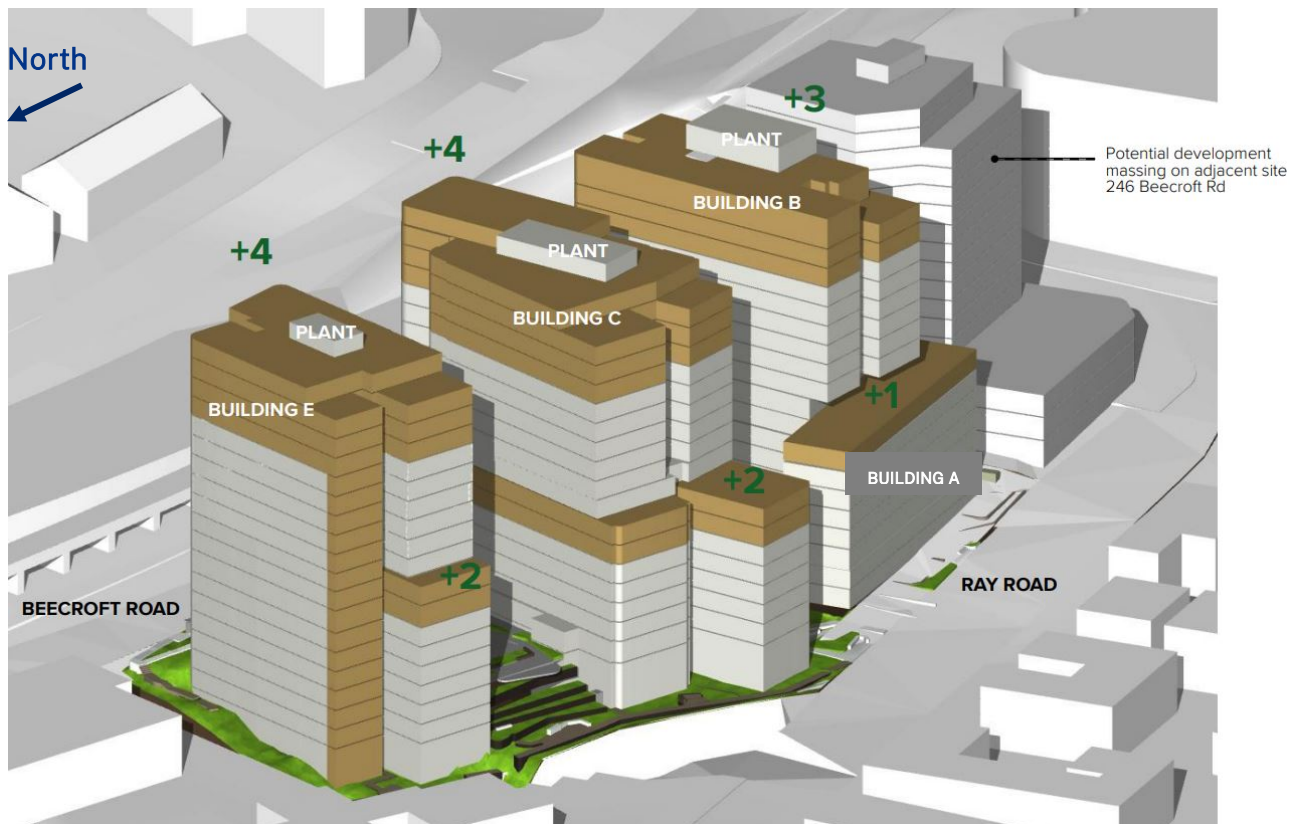 North
+3
+4
PLANT
Potential development
massing on adjacent site
246 Beecroft Rd
BUILDING B
+4
PLANT
BUILDING C
PLANT
BUILDING E
+1
+2
BUILDING A
+2
RAY ROAD
BEECROFT ROAD